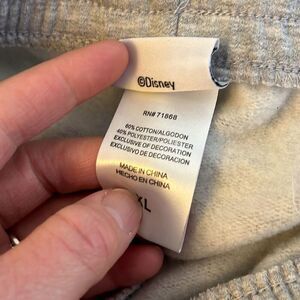 ©Disney
RN# 71868
60% COTTON/ALGODON
40% POLYESTER/POLIESTER
EXCLUSIVE OF DECORATION
EXCLUSIVO DE DECORACION
MADE IN CHINA
HECHO EN CHINA
XL